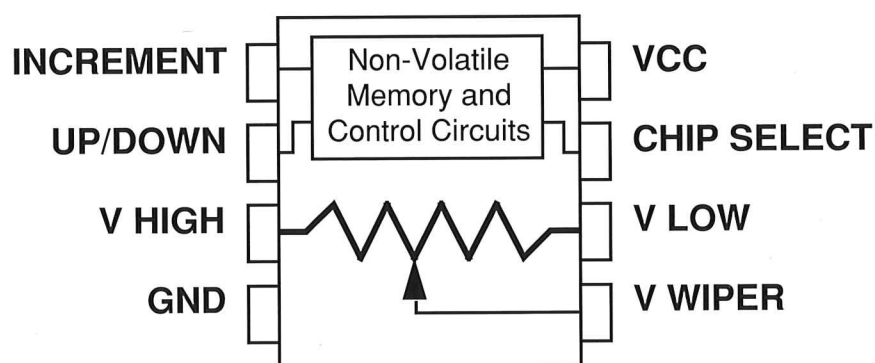 INCREMENT
UP/DOWN
V HIGH
GND
Non-Volatile
Memory and
Control Circuits
VCC
CHIP SELECT
V LOW
V WIPER